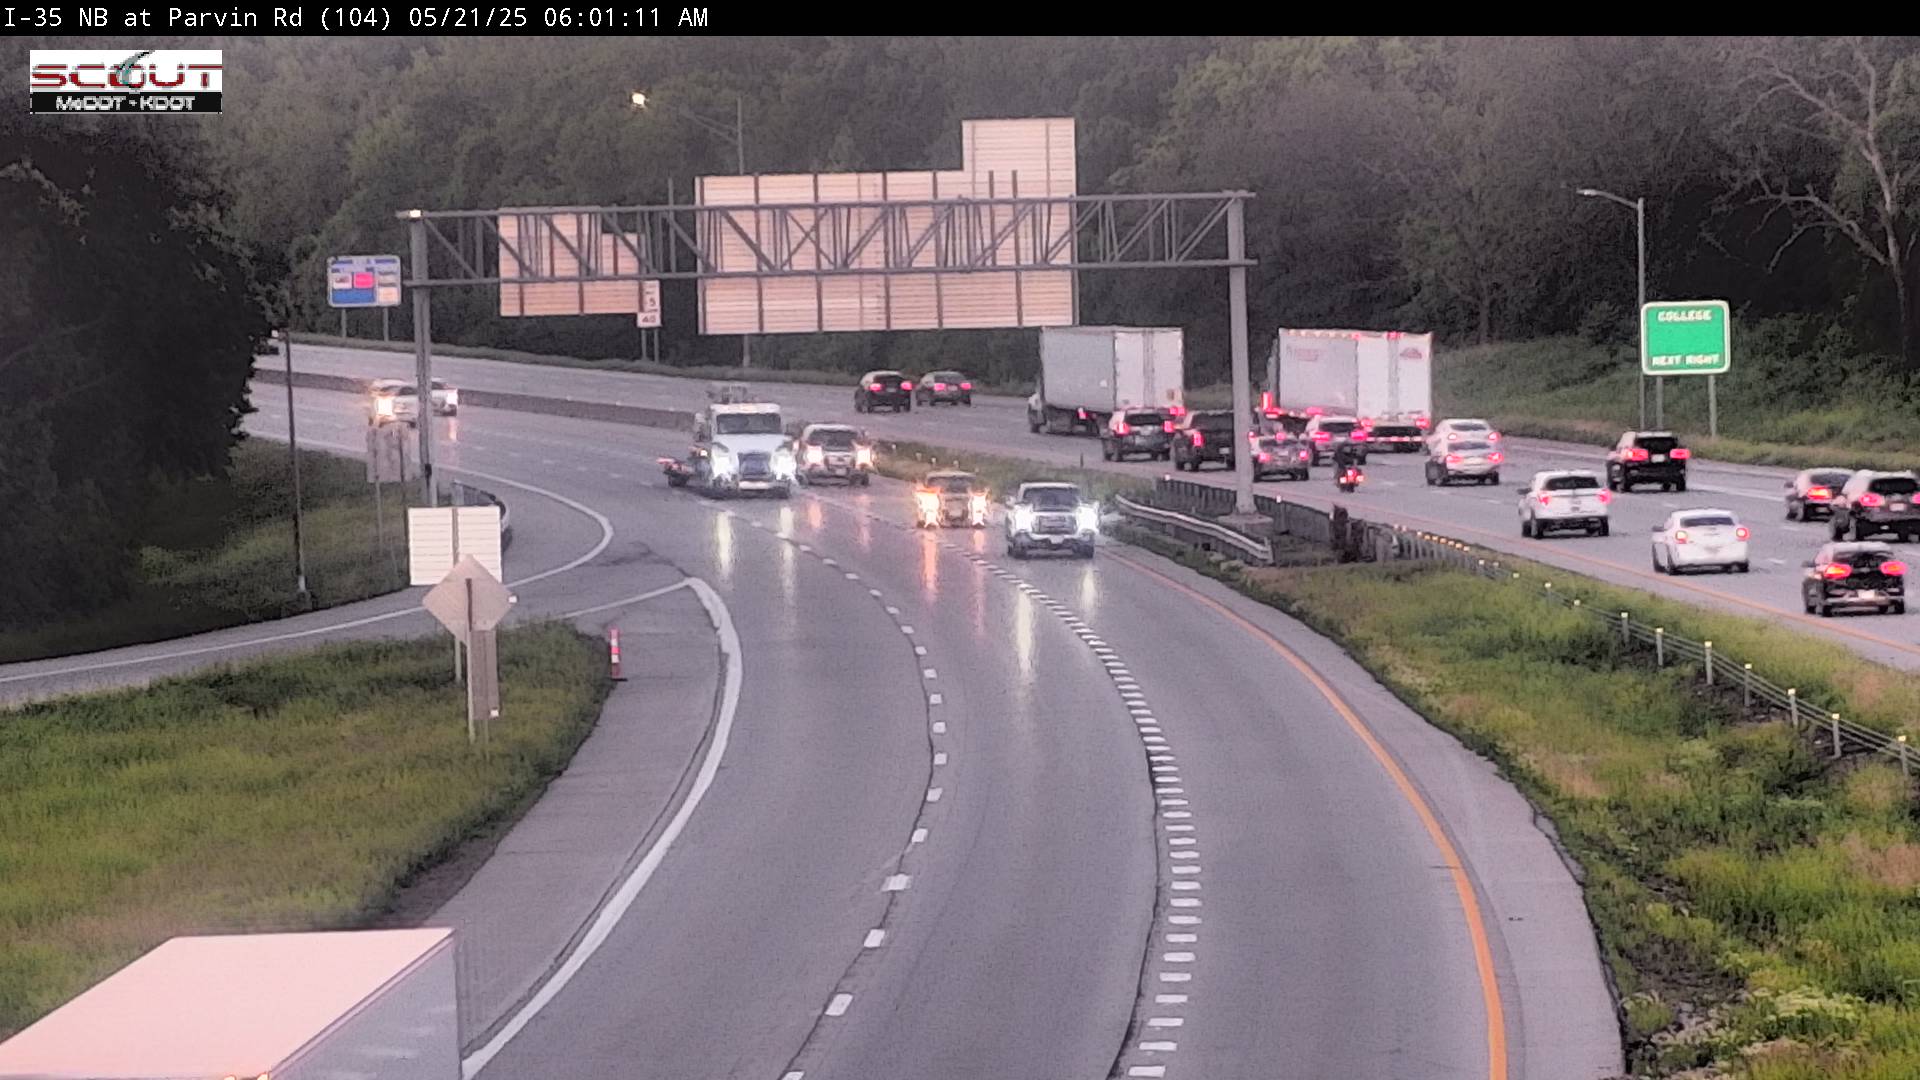 I-35 NB at Parvin Rd (104) 05/21/25 06:01:11 AM
SCOUT
MoDOT - KDOT
COLLEGE
NEXT RIGHT